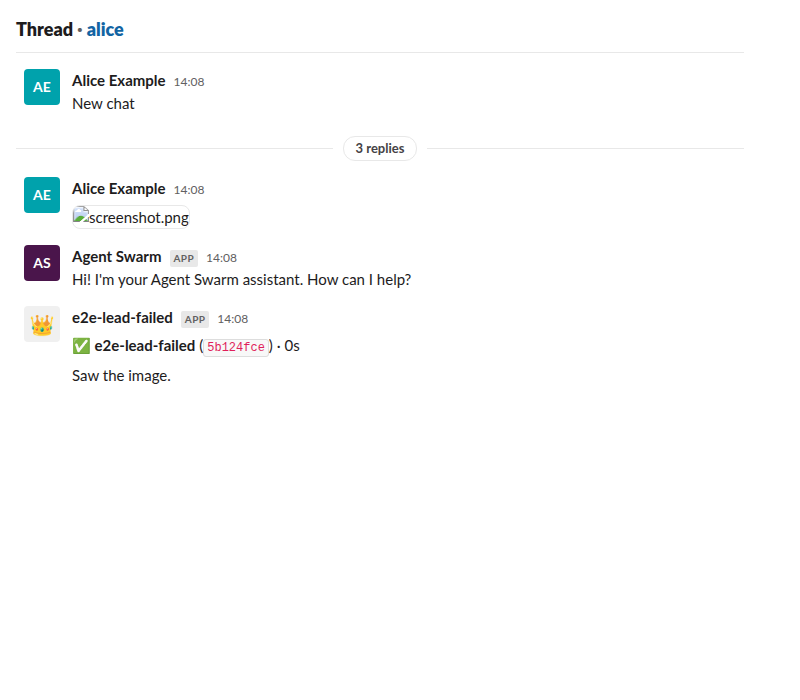 Thread • alice
AE
Alice Example 14:08
New chat
3 replies
AE
Alice Example 14:08
screenshot.png
AS
Agent Swarm APP 14:08
Hi! I'm your Agent Swarm assistant. How can I help?
e2e-lead-failed APP 14:08
✅ e2e-lead-failed (5b124fce) · 0s
Saw the image.